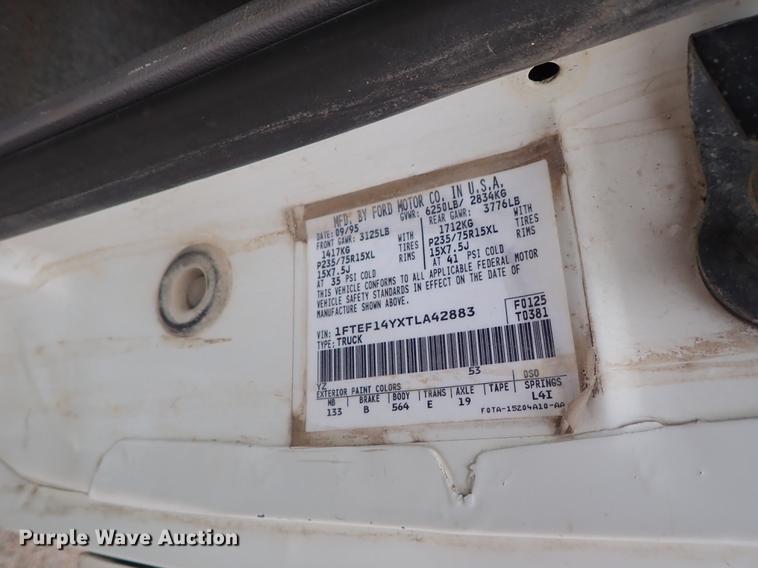 MFD. BY FORD MOTOR CO. IN U.S.A.
DATE: 09/95 GVWR: 6250LB/ 2834KG
FRONT GAWR: 3125LB REAR GAWR: 3776LB
1417KG WITH 1712KG WITH
P235/75R15XL TIRES P235/75R15XL TIRES
15X7.5J RIMS 15X7.5J RIMS
AT 35 PSI COLD AT 41 PSI COLD
THIS VEHICLE CONFORMS TO ALL APPLICABLE FEDERAL MOTOR
VEHICLE SAFETY STANDARDS IN EFFECT ON THE DATE OF
MANUFACTURE SHOWN ABOVE.
VIN: 1FTEF14YXTLA42883 F0125
TYPE: TRUCK T0381
YZ 53
EXTERIOR PAINT COLORS DSO
WB BRAKE BODY TRANS AXLE TAPE SPRINGS
133 B 564 E 19 L4I
F0TA-15204A10-AA
Purple Wave Auction